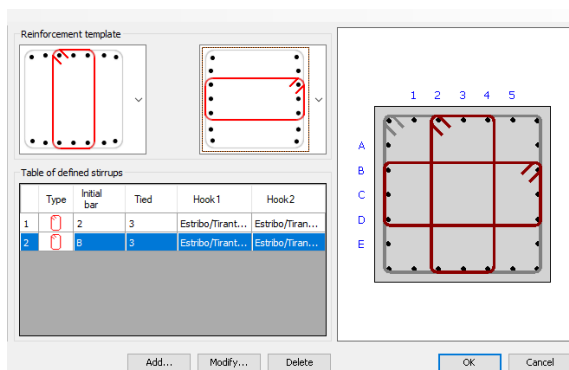 Reinforcement template
1 2 3 4 5
A
B
C
D
E
Table of defined stirrups
Type Initial bar Tied Hook1 Hook2
1 2 3 Estribo/Tirant... Estribo/Tiran...
2 B 3 Estribo/Tirant... Estribo/Tiran...
Add... Modify... Delete OK Cancel